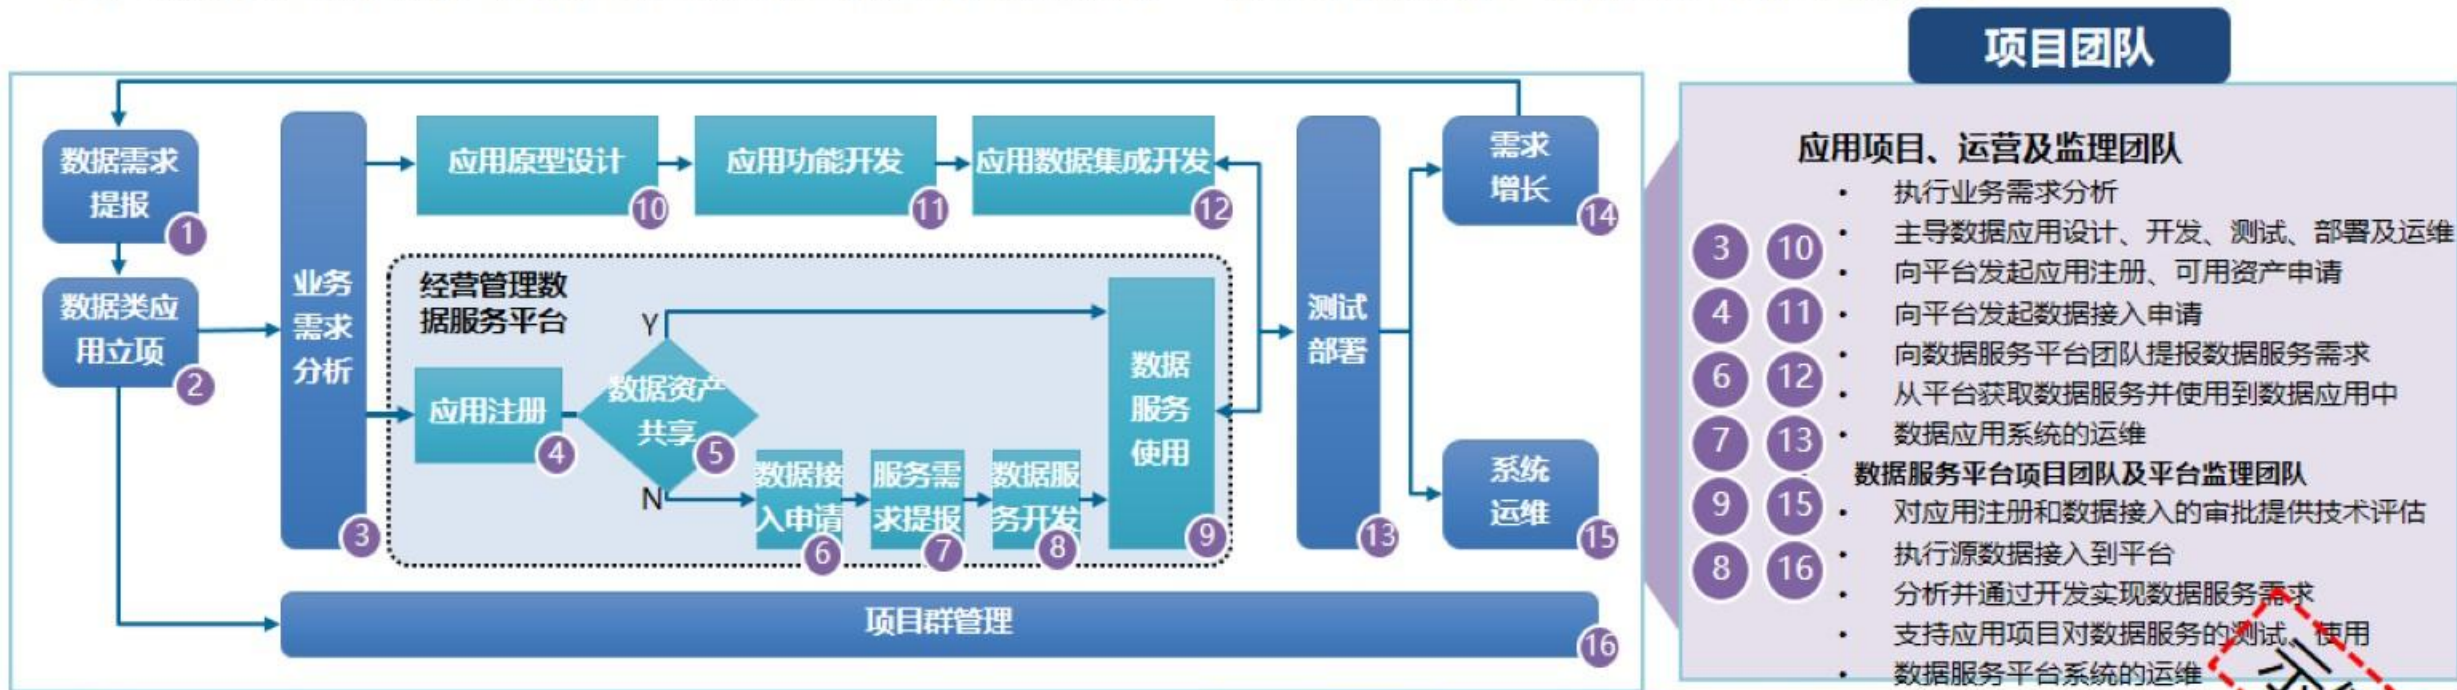 项目团队
数据需求
提报
1
数据类应
用立项
2
业务
需求
分析
3
应用原型设计
10
应用功能开发
11
应用数据集成开发
12
经营管理数
据服务平台
应用注册
4
Y
数据资产
共享
5
N
数据接
入申请
6
服务需
求提报
7
数据服
务开发
8
数据
服务
使用
9
测试
部署
13
需求
增长
14
系统
运维
15
项目群管理
16
应用项目、运营及监理团队
• 执行业务需求分析
• 主导数据应用设计、开发、测试、部署及运维
• 向平台发起应用注册、可用资产申请
• 向平台发起数据接入申请
• 向数据服务平台团队提报数据服务需求
• 从平台获取数据服务并使用到数据应用中
• 数据应用系统的运维
数据服务平台项目团队及平台监理团队
• 对应用注册和数据接入的审批提供技术评估
• 执行源数据接入到平台
• 分析并通过开发实现数据服务需求
• 支持应用项目对数据服务的测试、使用
• 数据服务平台系统的运维
3 10
4 11
6 12
7 13
9 15
8 16